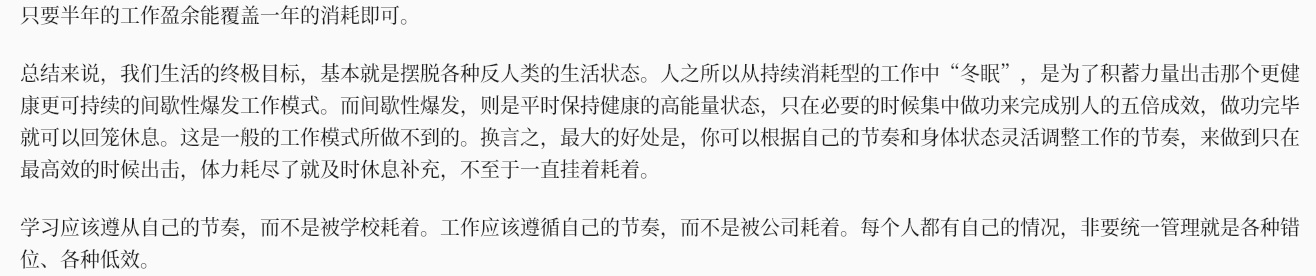 只要半年的工作盈余能覆盖一年的消耗即可。
总结来说，我们生活的终极目标，基本就是摆脱各种反人类的生活状态。人之所以从持续消耗型的工作中“冬眠”，是为了积蓄力量出击那个更健
康更可持续的间歇性爆发工作模式。而间歇性爆发，则是平时保持健康的高能量状态，只在必要的时候集中做功来完成别人的五倍成效，做功完毕
就可以回笼休息。这是一般的工作模式所做不到的。换言之，最大的好处是，你可以根据自己的节奏和身体状态灵活调整工作的节奏，来做到只在
最高效的时候出击，体力耗尽了就及时休息补充，不至于一直挂着耗着。
学习应该遵从自己的节奏，而不是被学校耗着。工作应该遵循自己的节奏，而不是被公司耗着。每个人都有自己的情况，非要统一管理就是各种错
位、各种低效。